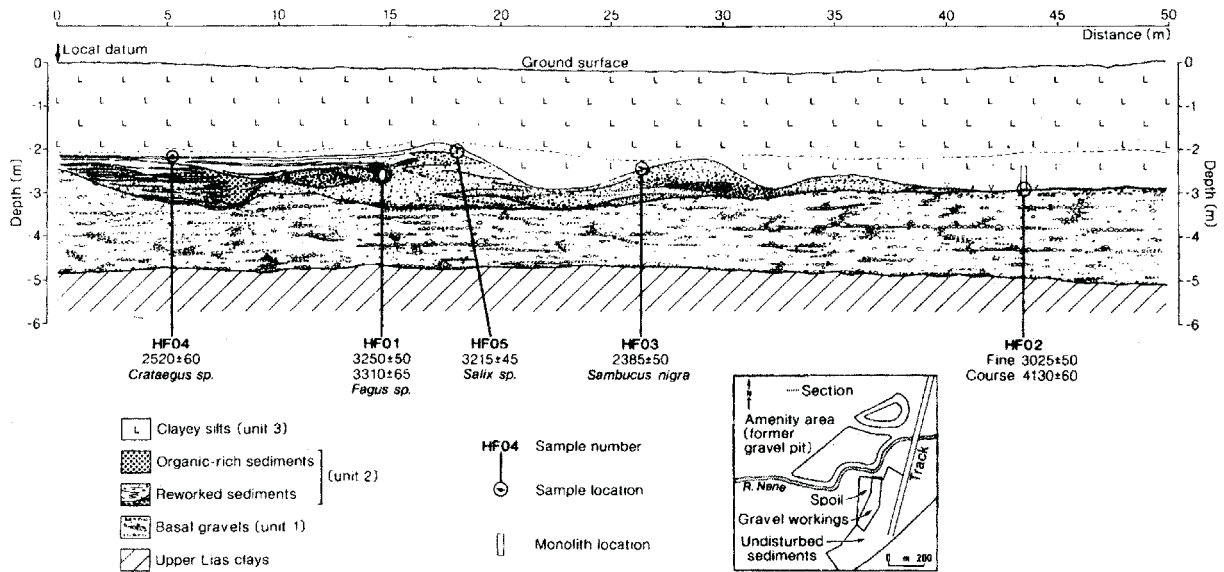 0 5 10 15 20 25 30 35 40 45 50
Distance (m)
Local datum
Ground surface
0 0
-1 -1
-2 -2
-3 -3
-4 -4
-5 -5
-6 -6
Depth (m)
Depth (m)
HF04
2520±60
Crataegus sp.
HF01
3250±50
3310±65
Fagus sp.
HF05
3215±45
Salix sp.
HF03
2385±50
Sambucus nigra
HF02
Fine 3025±50
Course 4130±60
L Clayey silts (unit 3)
Organic-rich sediments
Reworked sediments
(unit 2)
Basal gravels (unit 1)
Upper Lias clays
HF04 Sample number
Sample location
Monolith location
N
Section
Amenity area
(former
gravel pit)
R. Nene
Track
Spoil
Gravel workings
Undisturbed
sediments
0 m 200